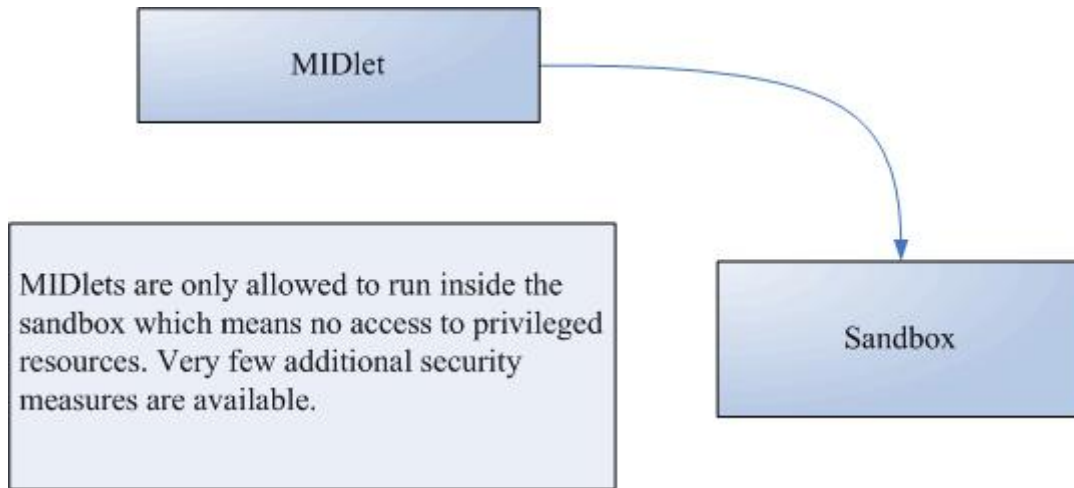 MIDlet
MIDlets are only allowed to run inside the
sandbox which means no access to privileged
resources. Very few additional security
measures are available.
Sandbox